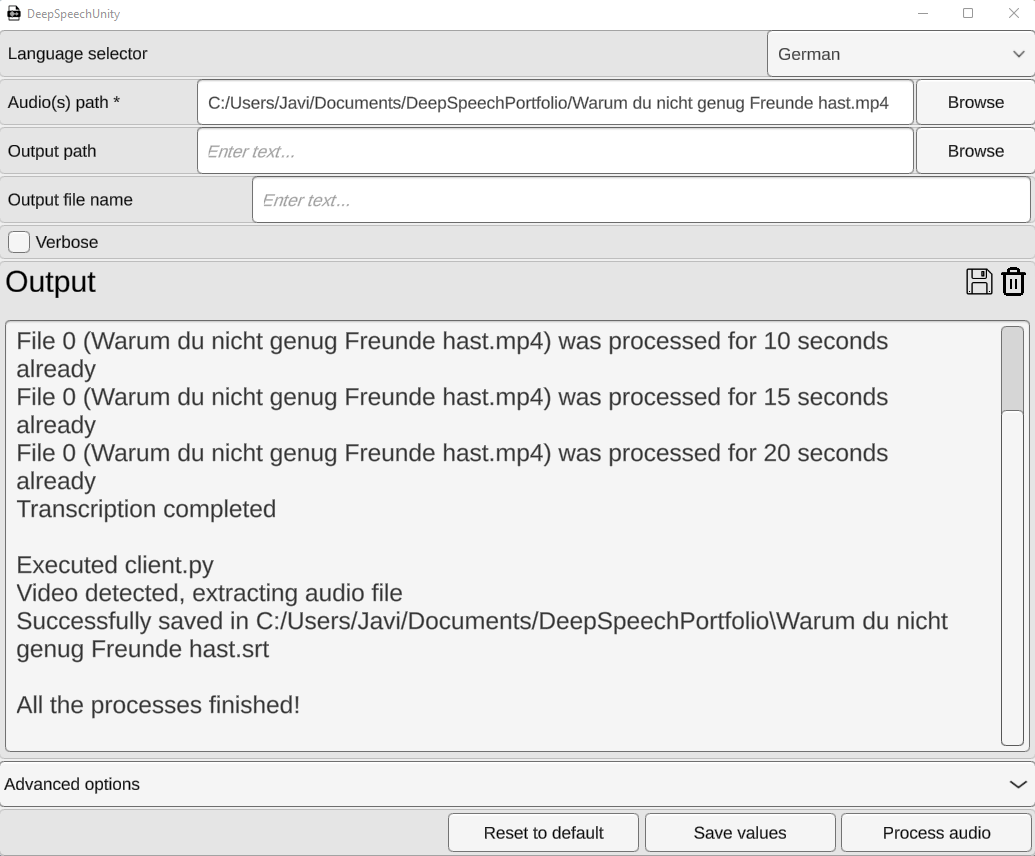 DeepSpeechUnity
Language selector
German
Audio(s) path *
C:/Users/Javi/Documents/DeepSpeechPortfolio/Warum du nicht genug Freunde hast.mp4
Browse
Output path
Enter text...
Browse
Output file name
Enter text...
Verbose
Output
File 0 (Warum du nicht genug Freunde hast.mp4) was processed for 10 seconds
already
File 0 (Warum du nicht genug Freunde hast.mp4) was processed for 15 seconds
already
File 0 (Warum du nicht genug Freunde hast.mp4) was processed for 20 seconds
already
Transcription completed
Executed client.py
Video detected, extracting audio file
Successfully saved in C:/Users/Javi/Documents/DeepSpeechPortfolio\Warum du nicht
genug Freunde hast.srt
All the processes finished!
Advanced options
Reset to default
Save values
Process audio